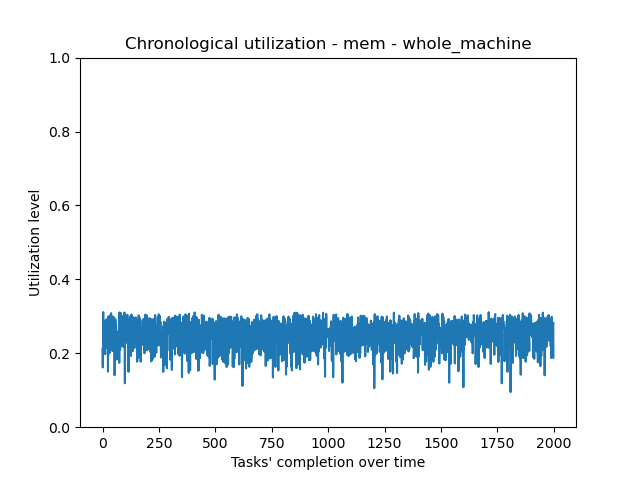 Chronological utilization - mem - whole_machine
1.0
0.8
0.6
0.4
0.2
0.0
Utilization level
0 250 500 750 1000 1250 1500 1750 2000
Tasks' completion over time